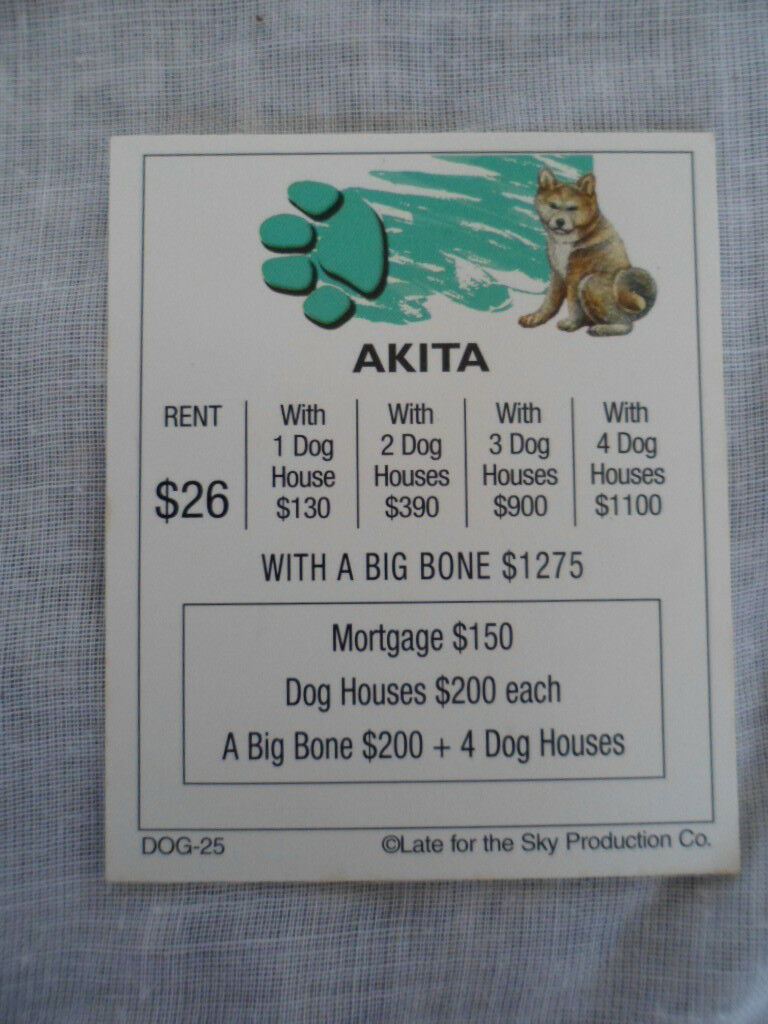 AKITA
RENT
$26
With
1 Dog
House
$130
With
2 Dog
Houses
$390
With
3 Dog
Houses
$900
With
4 Dog
Houses
$1100
WITH A BIG BONE $1275
Mortgage $150
Dog Houses $200 each
A Big Bone $200 + 4 Dog Houses
DOG-25
©Late for the Sky Production Co.